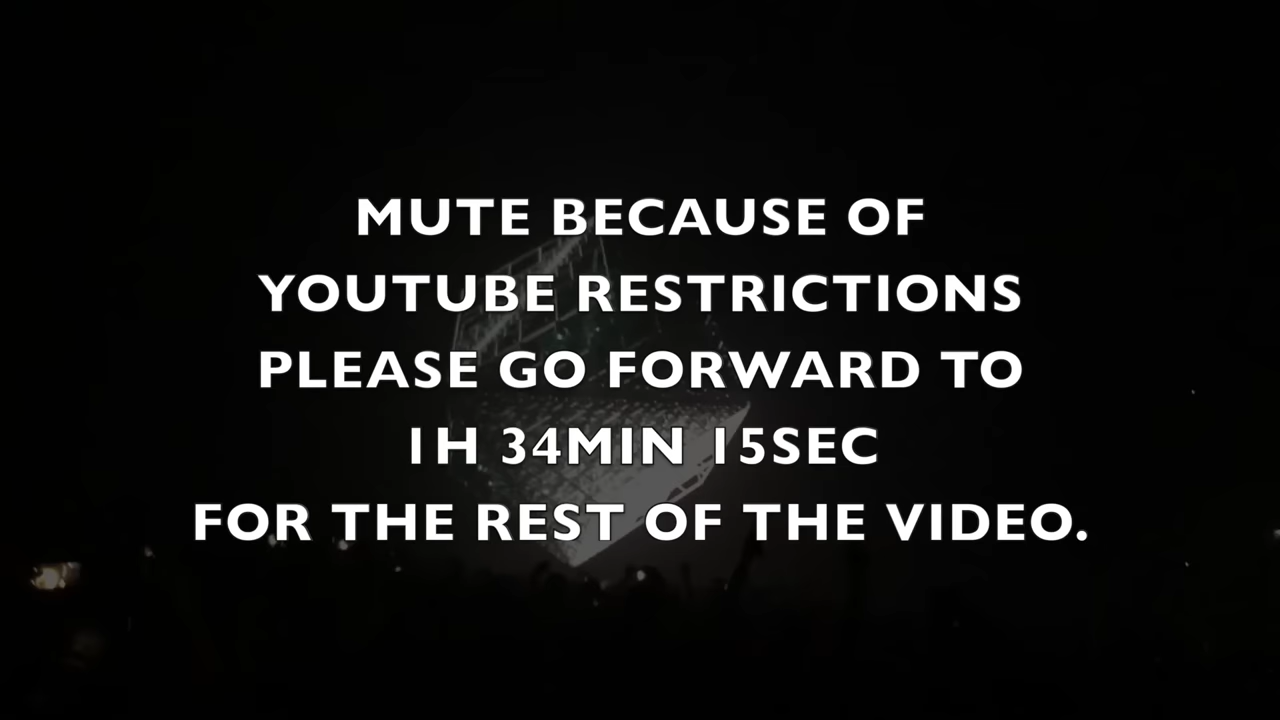 MUTE BECAUSE OF
YOUTUBE RESTRICTIONS
PLEASE GO FORWARD TO
1H 34MIN 15SEC
FOR THE REST OF THE VIDEO.